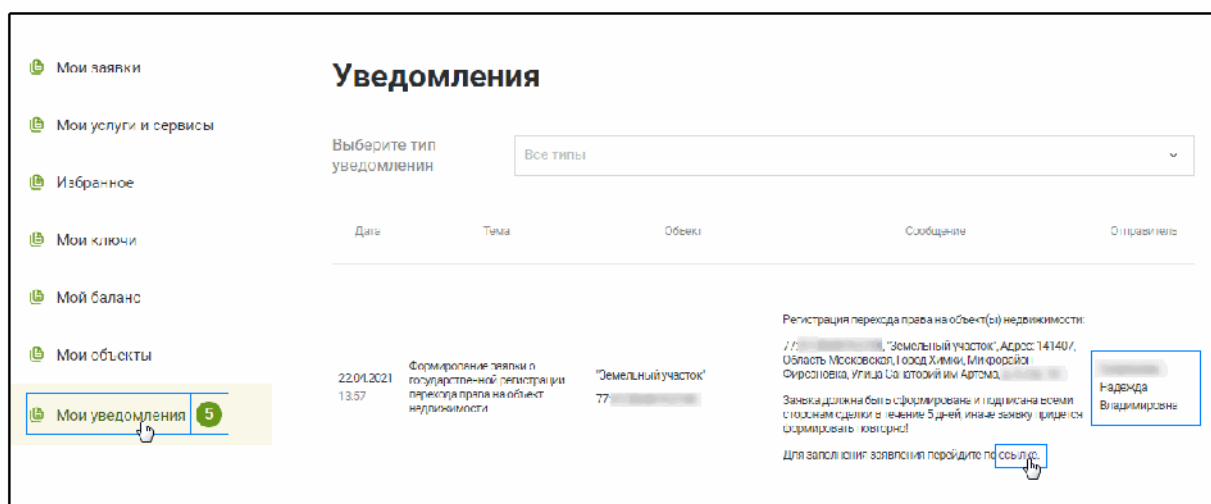 Мои заявки
Мои услуги и сервисы
Избранное
Мои ключи
Мой баланс
Мои объекты
Мои уведомления 5
Уведомления
Выберите тип
уведомления
Все типы
Дата Тема Объект Сообщение Отправитель
22.04.2021
13:57
Формирование заявки о
государственной регистрации
перехода права на объект
недвижимости
"Земельный участок"
77:
Регистрация перехода права на объект(ы) недвижимости:
77: , "Земельный участок", Адрес: 141407,
Область Московская, Город Химки, Микрорайон
Фирсановка, Улица Санаторий им Артема,
Заявка должна быть сформирована и подписана всеми
сторонам сделки в течение 5 дней, иначе заявку придется
формировать повторно!
Для заполнения заявления перейдите по ссылке.
Надежда
Владимировна